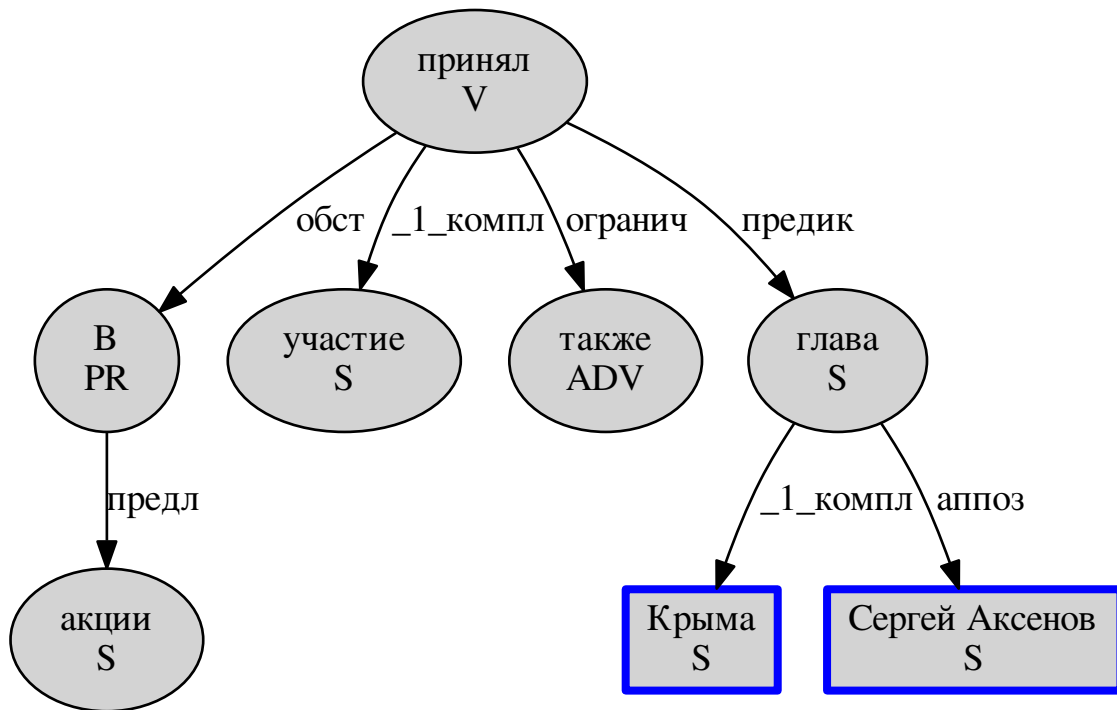 принял
V
обст
_1_компл
огранич
предик
В
PR
участие
S
также
ADV
глава
S
предл
_1_компл
аппоз
акции
S
Крыма
S
Сергей Аксенов
S